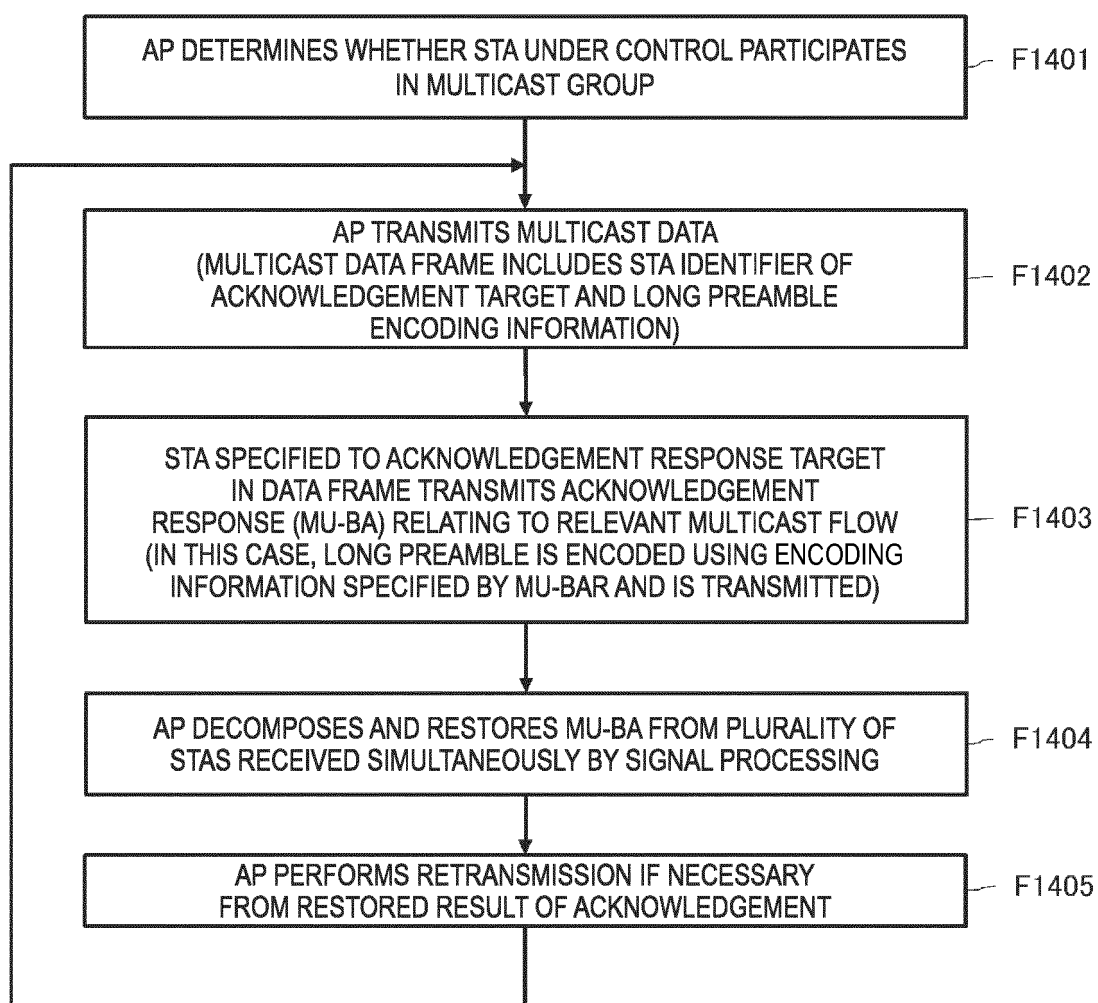 AP DETERMINES WHETHER STA UNDER CONTROL PARTICIPATES
IN MULTICAST GROUP
F1401
AP TRANSMITS MULTICAST DATA
(MULTICAST DATA FRAME INCLUDES STA IDENTIFIER OF
ACKNOWLEDGEMENT TARGET AND LONG PREAMBLE
ENCODING INFORMATION)
F1402
STA SPECIFIED TO ACKNOWLEDGEMENT RESPONSE TARGET
IN DATA FRAME TRANSMITS ACKNOWLEDGEMENT
RESPONSE (MU-BA) RELATING TO RELEVANT MULTICAST FLOW
(IN THIS CASE, LONG PREAMBLE IS ENCODED USING ENCODING
INFORMATION SPECIFIED BY MU-BAR AND IS TRANSMITTED)
F1403
AP DECOMPOSES AND RESTORES MU-BA FROM PLURALITY OF
STAS RECEIVED SIMULTANEOUSLY BY SIGNAL PROCESSING
F1404
AP PERFORMS RETRANSMISSION IF NECESSARY
FROM RESTORED RESULT OF ACKNOWLEDGEMENT
F1405